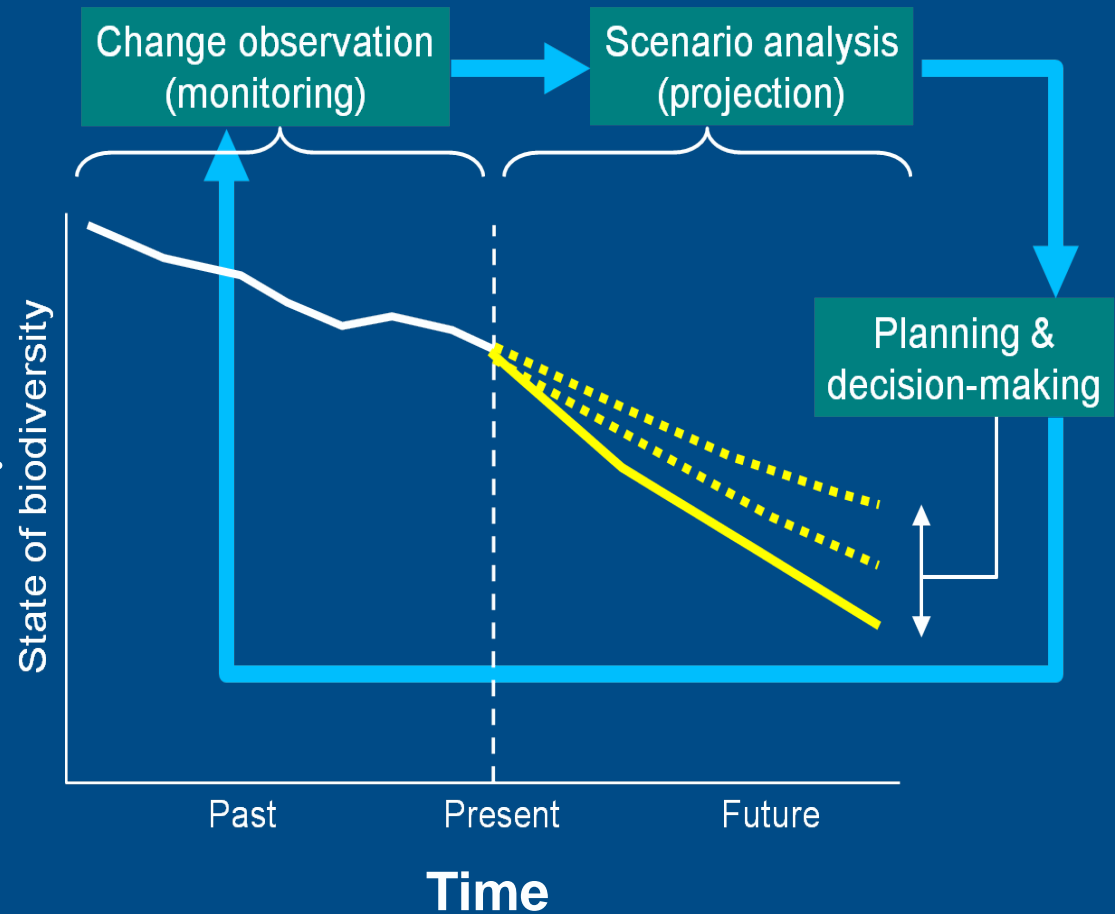 Change observation
(monitoring)
Scenario analysis
(projection)
Planning &
decision-making
State of biodiversity
Past
Present
Future
Time